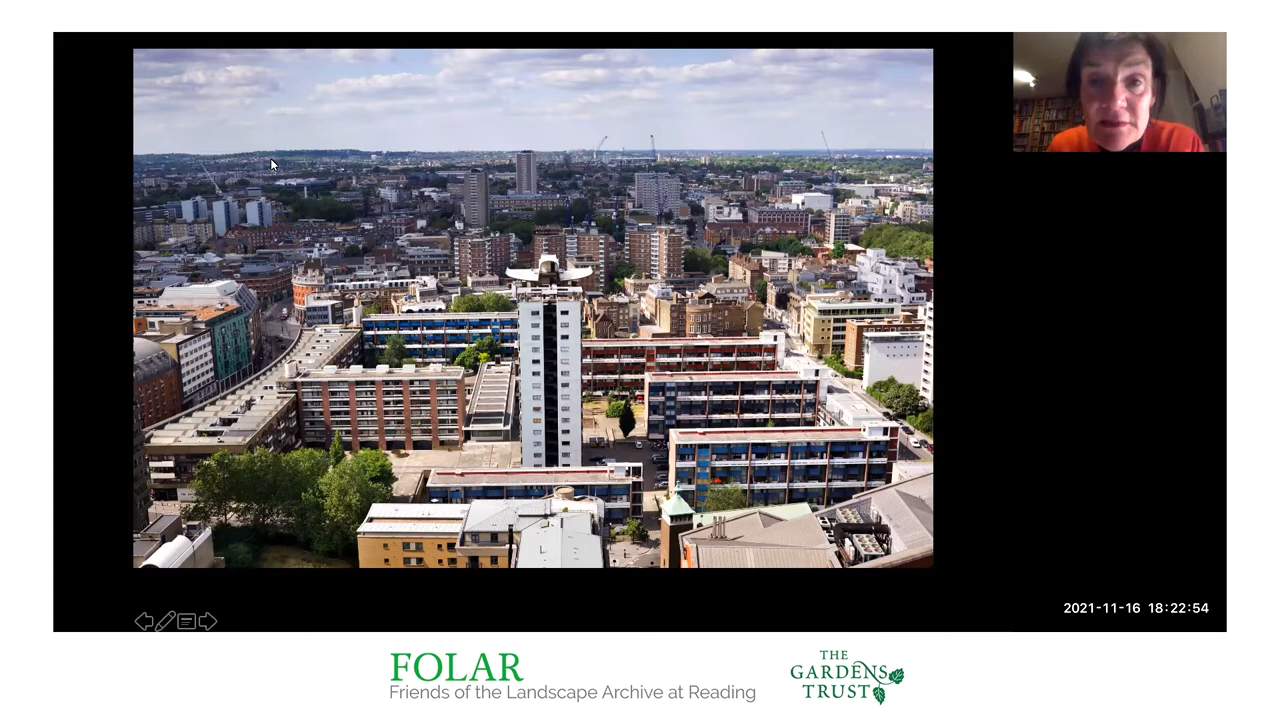 2021-11-16 18:22:54
FOLAR
Friends of the Landscape Archive at Reading
THE
GARDENS
TRUST